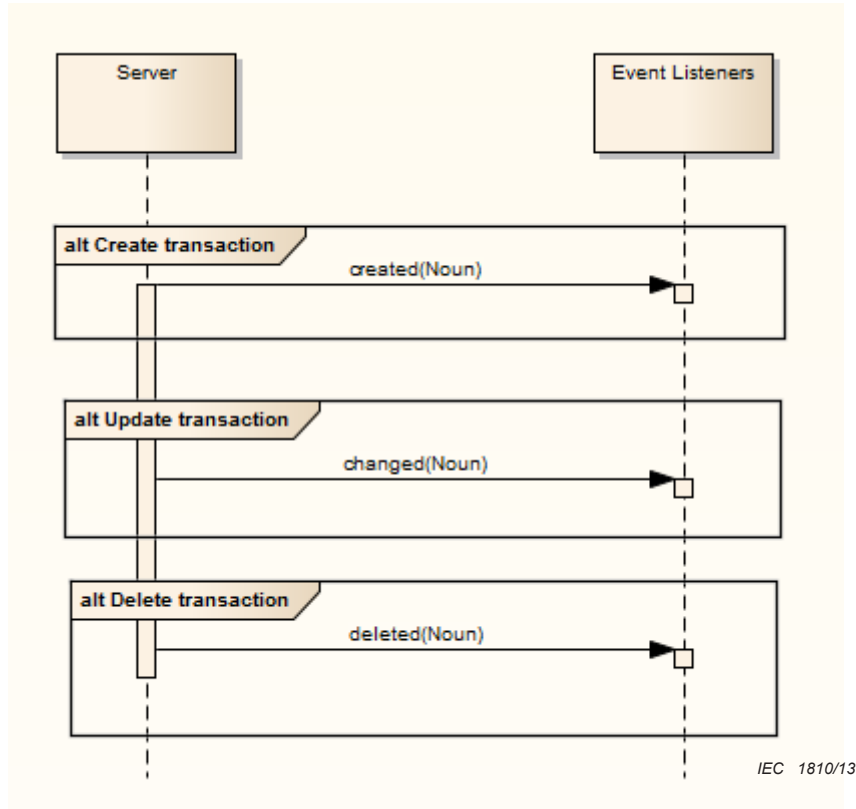 Server
Event Listeners
alt Create transaction
created(Noun)
alt Update transaction
changed(Noun)
alt Delete transaction
deleted(Noun)
IEC 1810/13